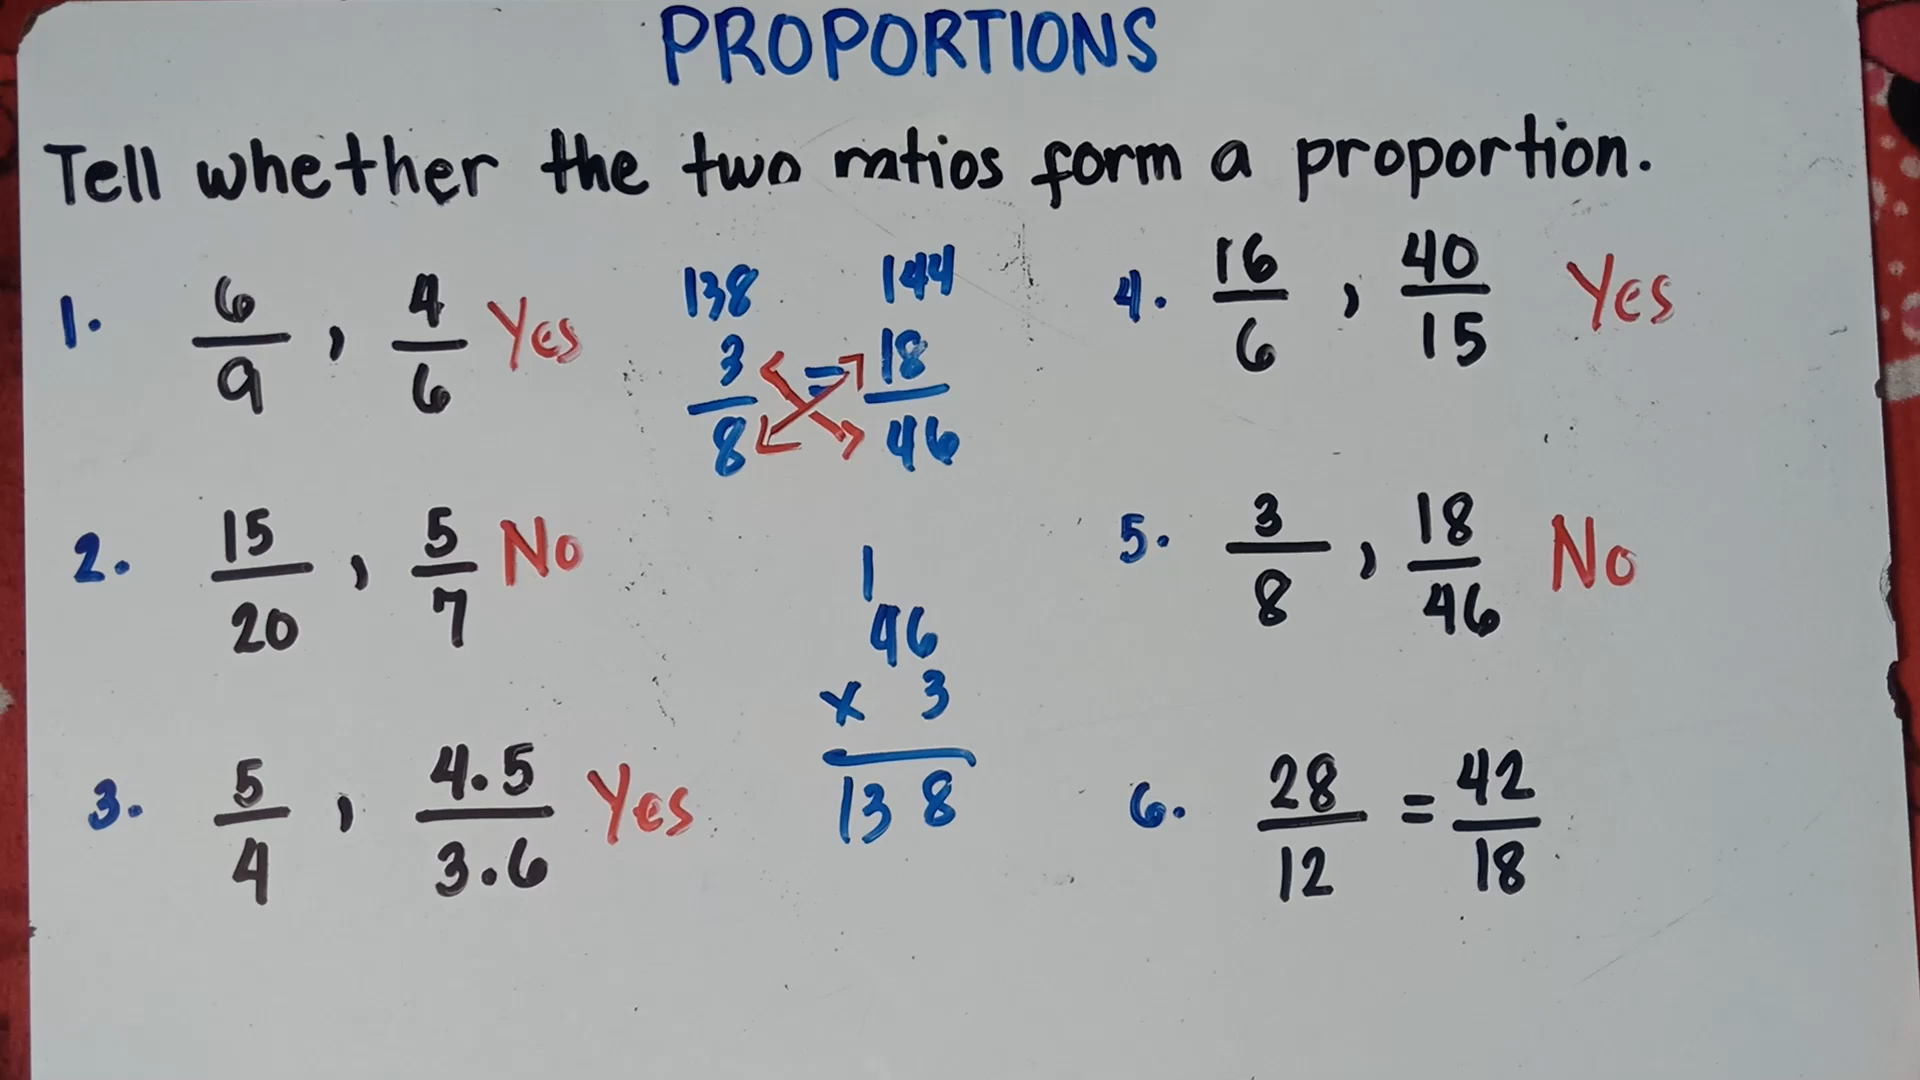 PROPORTIONS
Tell whether the two ratios form a proportion.
1. 6/9 , 4/6 Yes
2. 15/20 , 5/7 No
3. 5/4 , 4.5/3.6 Yes
138 144
3/8 = 18/46
1
46
x 3
138
4. 16/6 , 40/15 Yes
5. 3/8 , 18/46 No
6. 28/12 = 42/18